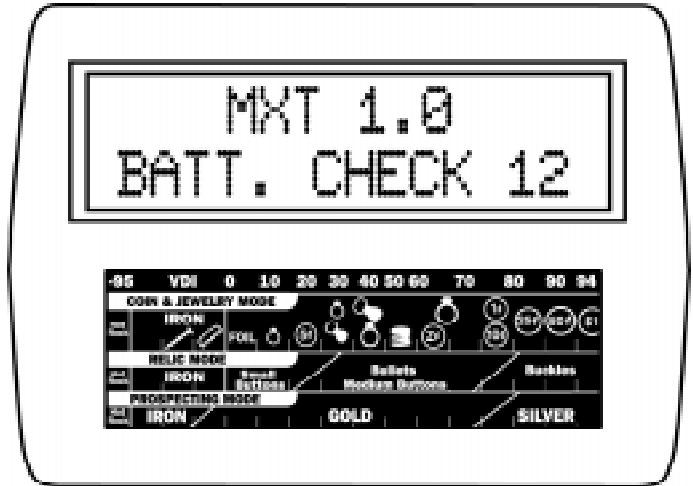 MXT 1.0
BATT. CHECK 12
-95 VDI 0 10 20 30 40 50 60 70 80 90 94
COIN & JEWELRY MODE
IRON
FOIL
RELIC MODE
IRON Small Buttons Bullets Medium Buttons Buckles
PROSPECTING MODE
IRON GOLD SILVER